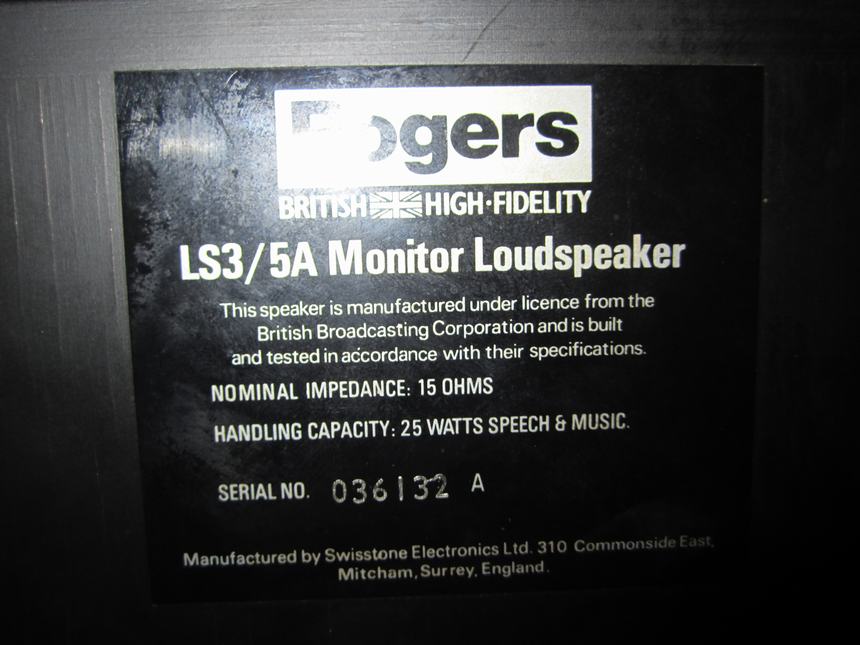 Rogers
BRITISH HIGH·FIDELITY
LS3/5A Monitor Loudspeaker
This speaker is manufactured under licence from the
British Broadcasting Corporation and is built
and tested in accordance with their specifications.
NOMINAL IMPEDANCE: 15 OHMS
HANDLING CAPACITY: 25 WATTS SPEECH & MUSIC.
SERIAL NO. 036132 A
Manufactured by Swisstone Electronics Ltd. 310 Commonside East,
Mitcham, Surrey, England.